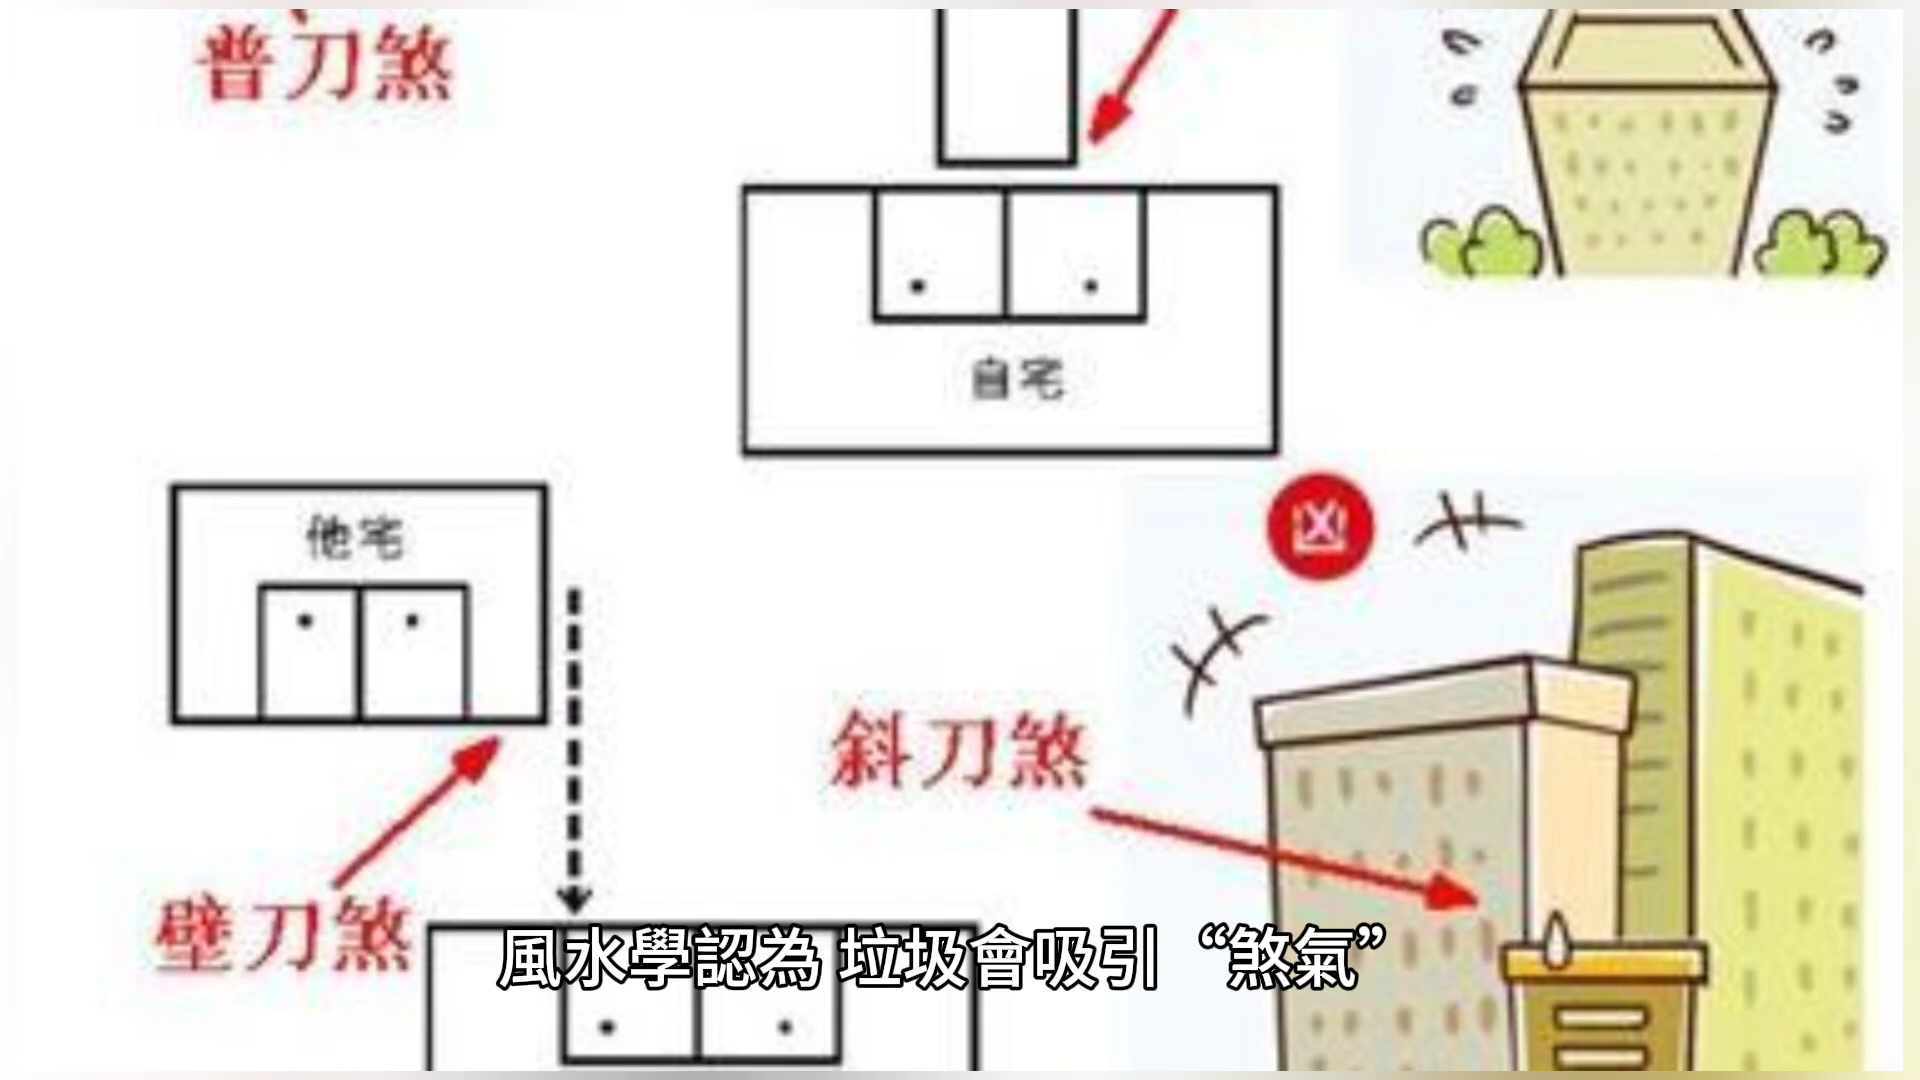 普刀煞
自宅
凶
他宅
斜刀煞
壁刀煞
風水學認為 垃圾會吸引“煞氣”